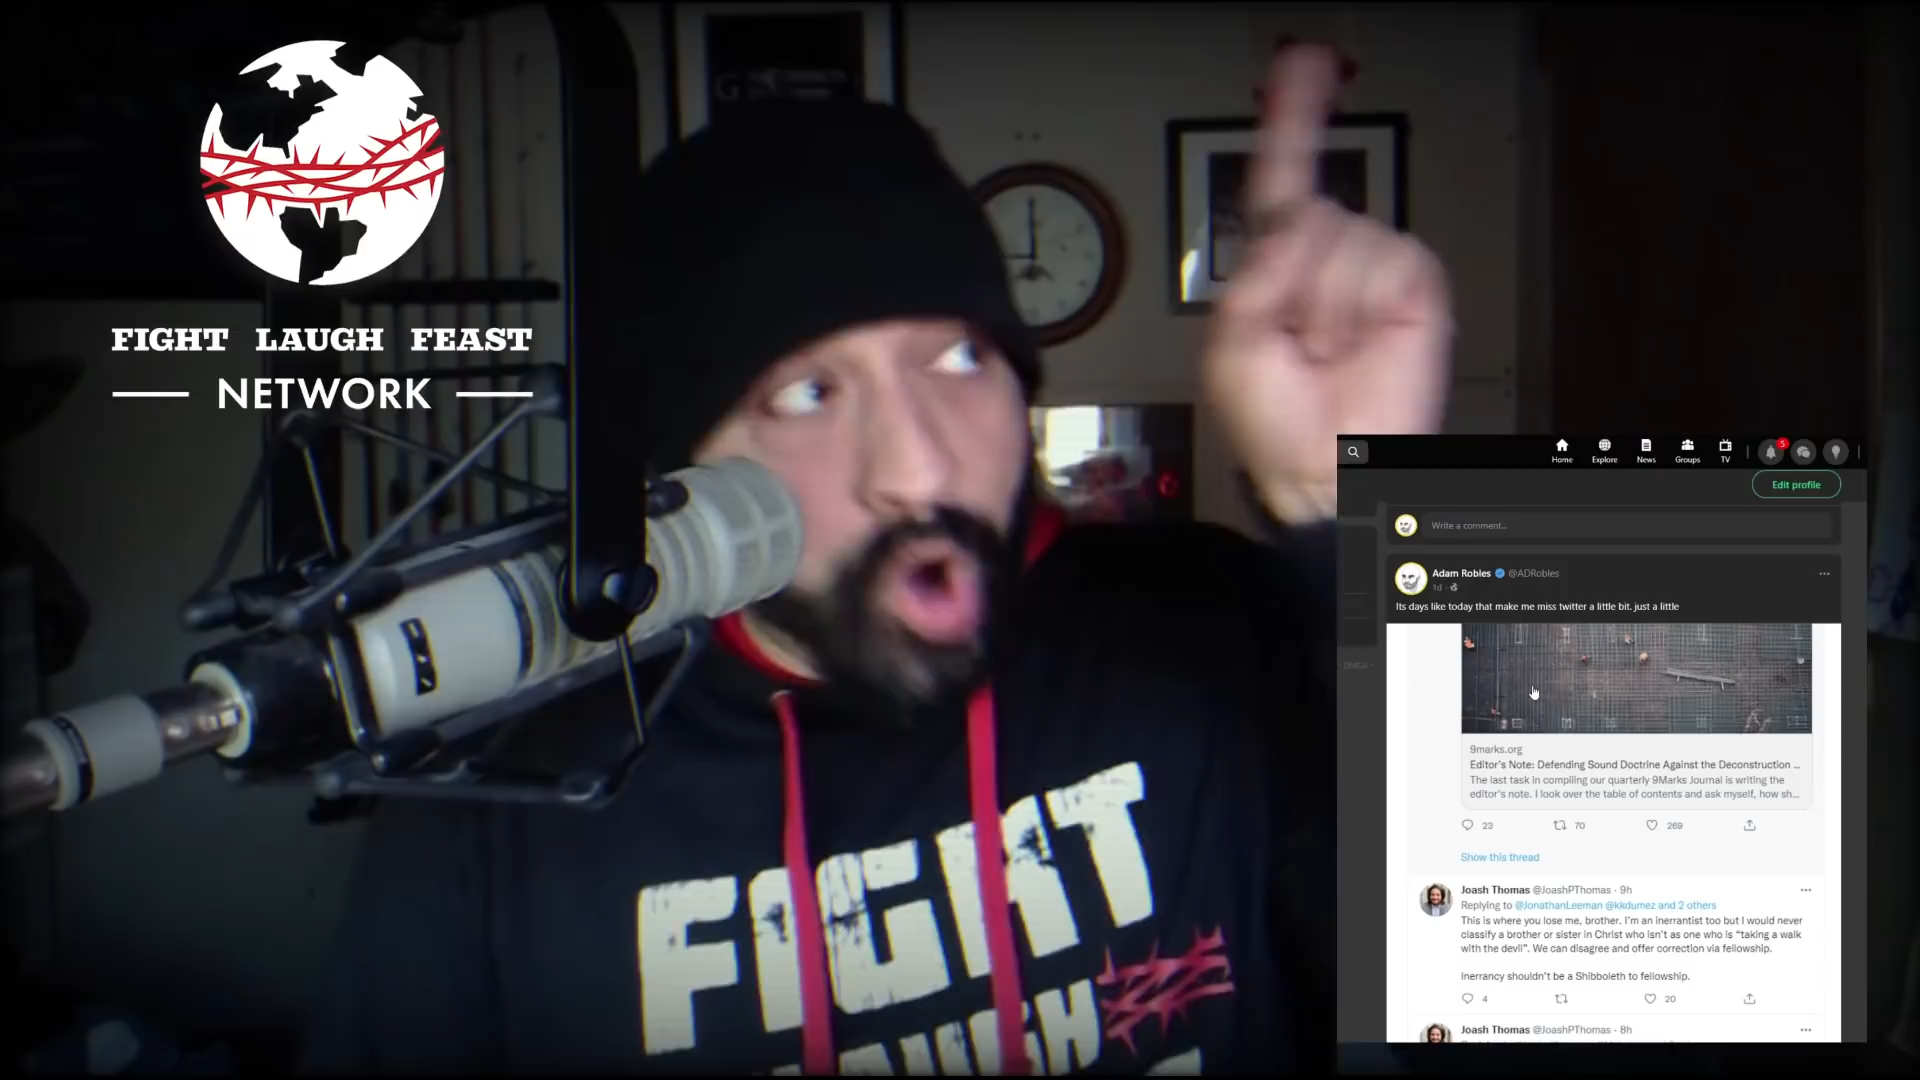 FIGHT LAUGH FEAST
NETWORK
FIGHT
LAUGH
Home
Explore
News
Groups
TV
5
Edit profile
Write a comment...
Adam Robles @ADRobles
1d
Its days like today that make me miss twitter a little bit. just a little
DMCA
9marks.org
Editor's Note: Defending Sound Doctrine Against the Deconstruction ...
The last task in compiling our quarterly 9Marks Journal is writing the
editor's note. I look over the table of contents and ask myself, how sh...
23 70 269
Show this thread
Joash Thomas @JoashPThomas · 9h
Replying to @JonathanLeeman @kkdumez and 2 others
This is where you lose me, brother. I'm an inerrantist too but I would never
classify a brother or sister in Christ who isn't as one who is “taking a walk
with the devil”. We can disagree and offer correction via fellowship.
Inerrancy shouldn't be a Shibboleth to fellowship.
4 20
Joash Thomas @JoashPThomas · 8h